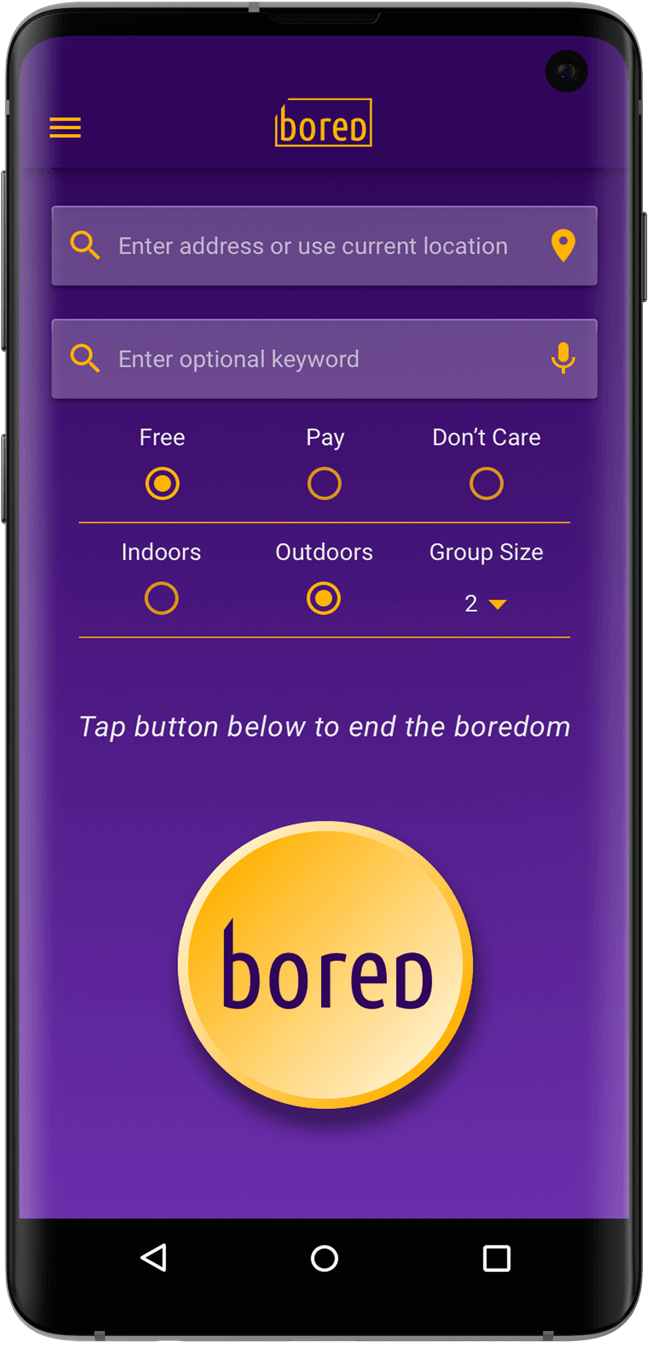 bored
Enter address or use current location
Enter optional keyword
Free Pay Don’t Care
Indoors Outdoors Group Size
2
Tap button below to end the boredom
bored